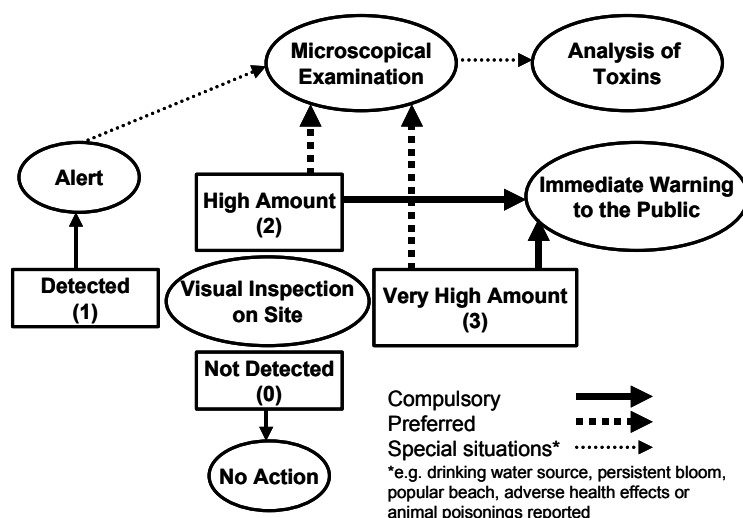 Microscopical
Examination
Analysis of
Toxins
Alert
High Amount
(2)
Immediate Warning
to the Public
Detected
(1)
Visual Inspection
on Site
Very High Amount
(3)
Not Detected
(0)
No Action
Compulsory
Preferred
Special situations*
*e.g. drinking water source, persistent bloom,
popular beach, adverse health effects or
animal poisonings reported